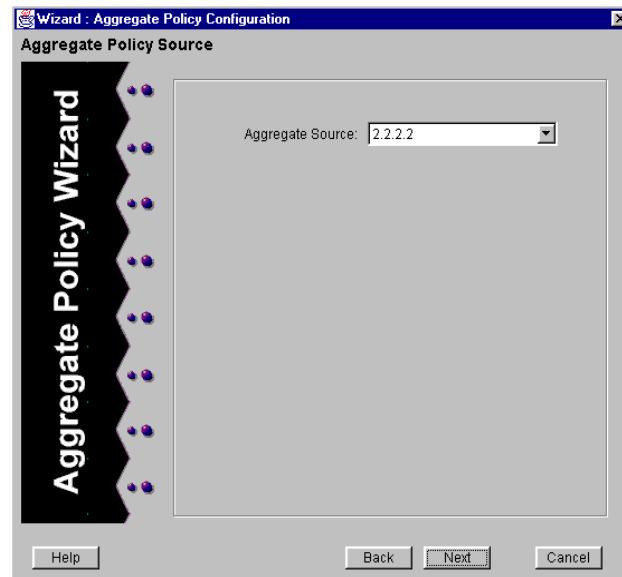 Wizard : Aggregate Policy Configuration
Aggregate Policy Source
Aggregate Policy Wizard
Aggregate Source: 2.2.2.2
Help Back Next Cancel